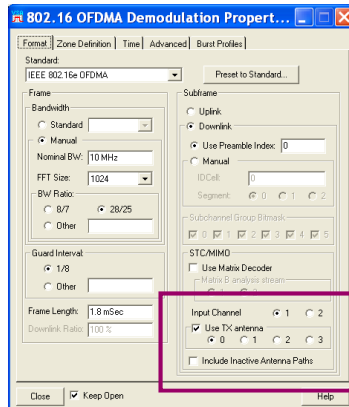 802.16 OFDMA Demodulation Propert...
Format Zone Definition Time Advanced Burst Profiles
Standard:
IEEE 802.16e OFDMA
Preset to Standard...
Frame
Bandwidth
Standard
Manual
Nominal BW: 10 MHz
FFT Size: 1024
BW Ratio:
8/7 28/25
Other
Guard Interval:
1/8
Other
Frame Length: 1.8 mSec
Downlink Ratio: 100 %
Subframe
Uplink
Downlink
Use Preamble Index: 0
Manual
IDCell: 0
Segment: 0 1 2
Subchannel Group Bitmask
0 1 2 3 4 5
STC/MIMO
Use Matrix Decoder
Matrix B analysis stream
Input Channel 1 2
Use TX antenna
0 1 2 3
Include Inactive Antenna Paths
Close Keep Open Help